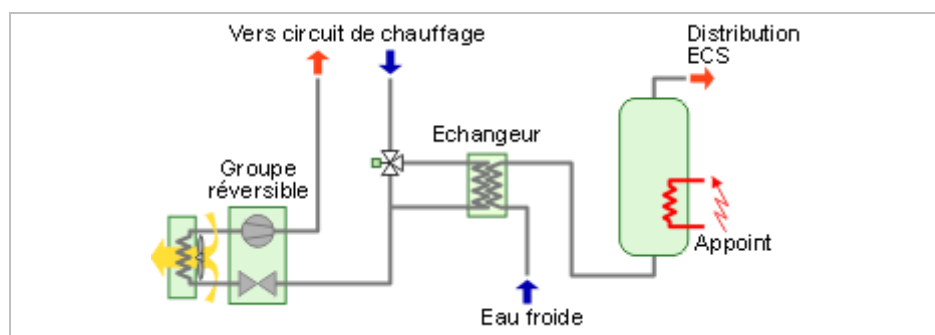 Vers circuit de chauffage
Distribution
ECS
Echangeur
Groupe
réversible
Appoint
Eau froide